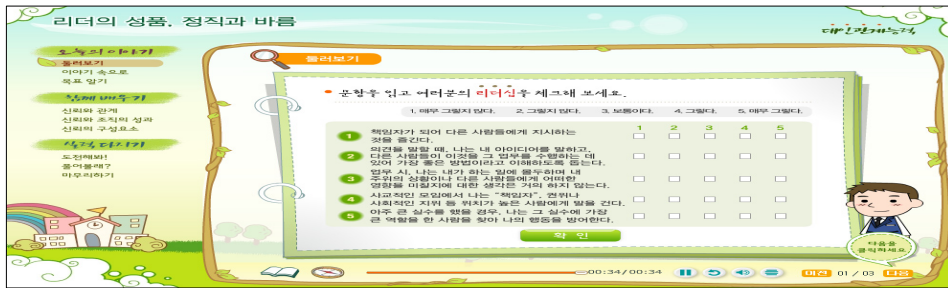 리더의 성품, 정직과 바름
대인관계능력
오늘의 이야기
둘러보기
이야기 속으로
목표 알기
함께 배우기
신뢰와 관계
신뢰와 조직의 성과
신뢰의 구성요소
실력 다지기
도전해봐!
풀어볼래?
마무리하기
둘러보기
문항을 읽고 여러분의 리더십을 체크해 보세요.
1. 매우 그렇지 않다. 2. 그렇지 않다. 3. 보통이다. 4. 그렇다. 5. 매우 그렇다.
1 2 3 4 5
1 책임자가 되어 다른 사람들에게 지시하는
것을 즐긴다.
2 의견을 말할 때, 나는 내 아이디어를 말하고,
다른 사람들이 이것을 그 업무를 수행하는 데
있어 가장 좋은 방법이라고 이해하도록 돕는다.
3 업무 시, 나는 내가 하는 일에 몰두하며 내
주위의 상황이나 다른 사람들에게 어떠한
영향을 미칠지에 대한 생각은 거의 하지 않는다.
4 사교적인 모임에서 나는 "책임자", 권위나
사회적인 지위 등 위치가 높은 사람에게 말을 건다.
5 아주 큰 실수를 했을 경우, 나는 그 실수에 가장
큰 역할을 한 사람을 찾아 나의 행동을 방어한다.
확 인
다음을
클릭하세요
00:34/00:34
이전 01 / 03 다음